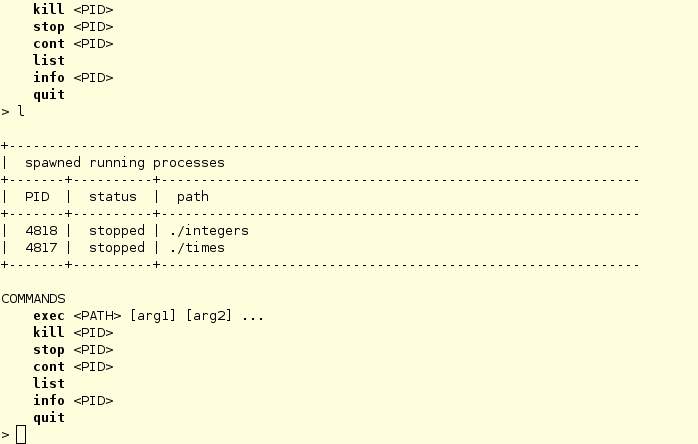 kill <PID>
    stop <PID>
    cont <PID>
    list
    info <PID>
    quit
> l

+-------------------------------------------------------------------------------
|  spawned running processes
+-------+----------+------------------------------------------------------------
|  PID  |  status  |  path
+-------+----------+------------------------------------------------------------
|  4818 |  stopped | ./integers
|  4817 |  stopped | ./times
+-------+----------+------------------------------------------------------------

COMMANDS
    exec <PATH> [arg1] [arg2] ...
    kill <PID>
    stop <PID>
    cont <PID>
    list
    info <PID>
    quit
>